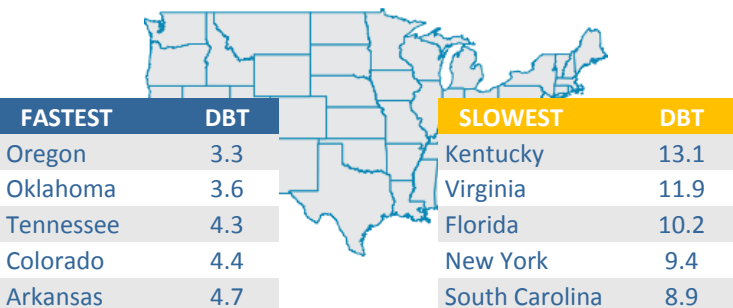 FASTEST DBT
Oregon 3.3
Oklahoma 3.6
Tennessee 4.3
Colorado 4.4
Arkansas 4.7
SLOWEST DBT
Kentucky 13.1
Virginia 11.9
Florida 10.2
New York 9.4
South Carolina 8.9